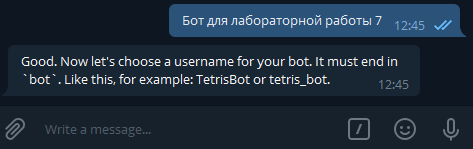 Бот для лабораторной работы 7 12:45
Good. Now let's choose a username for your bot. It must end in
`bot`. Like this, for example: TetrisBot or tetris_bot.
12:45
Write a message...